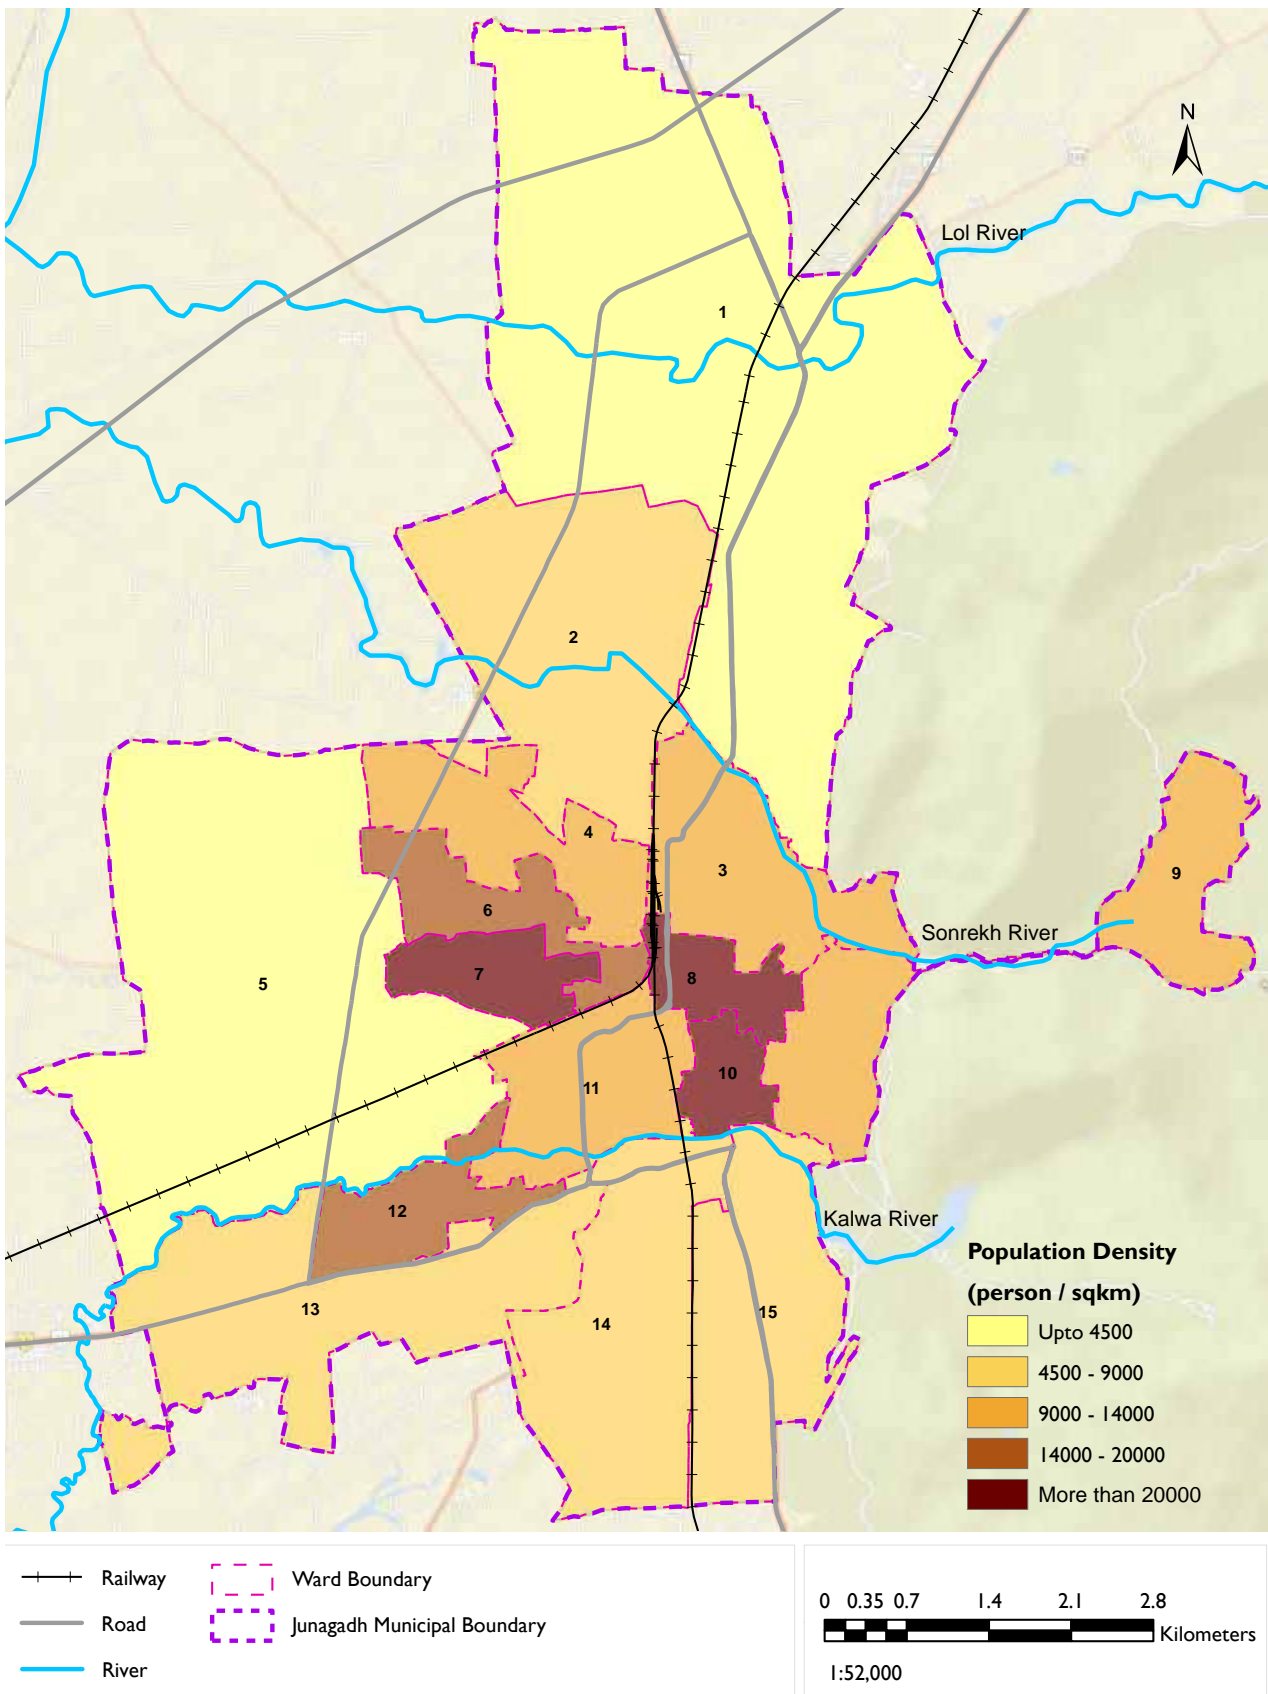 N
Lol River
1
2
4
3
9
6
Sonrekh River
7
8
5
10
11
12
Kalwa River
13
14
15
Population Density
(person / sqkm)
Upto 4500
4500 - 9000
9000 - 14000
14000 - 20000
More than 20000
Railway
Road
River
Ward Boundary
Junagadh Municipal Boundary
0 0.35 0.7 1.4 2.1 2.8
Kilometers
1:52,000